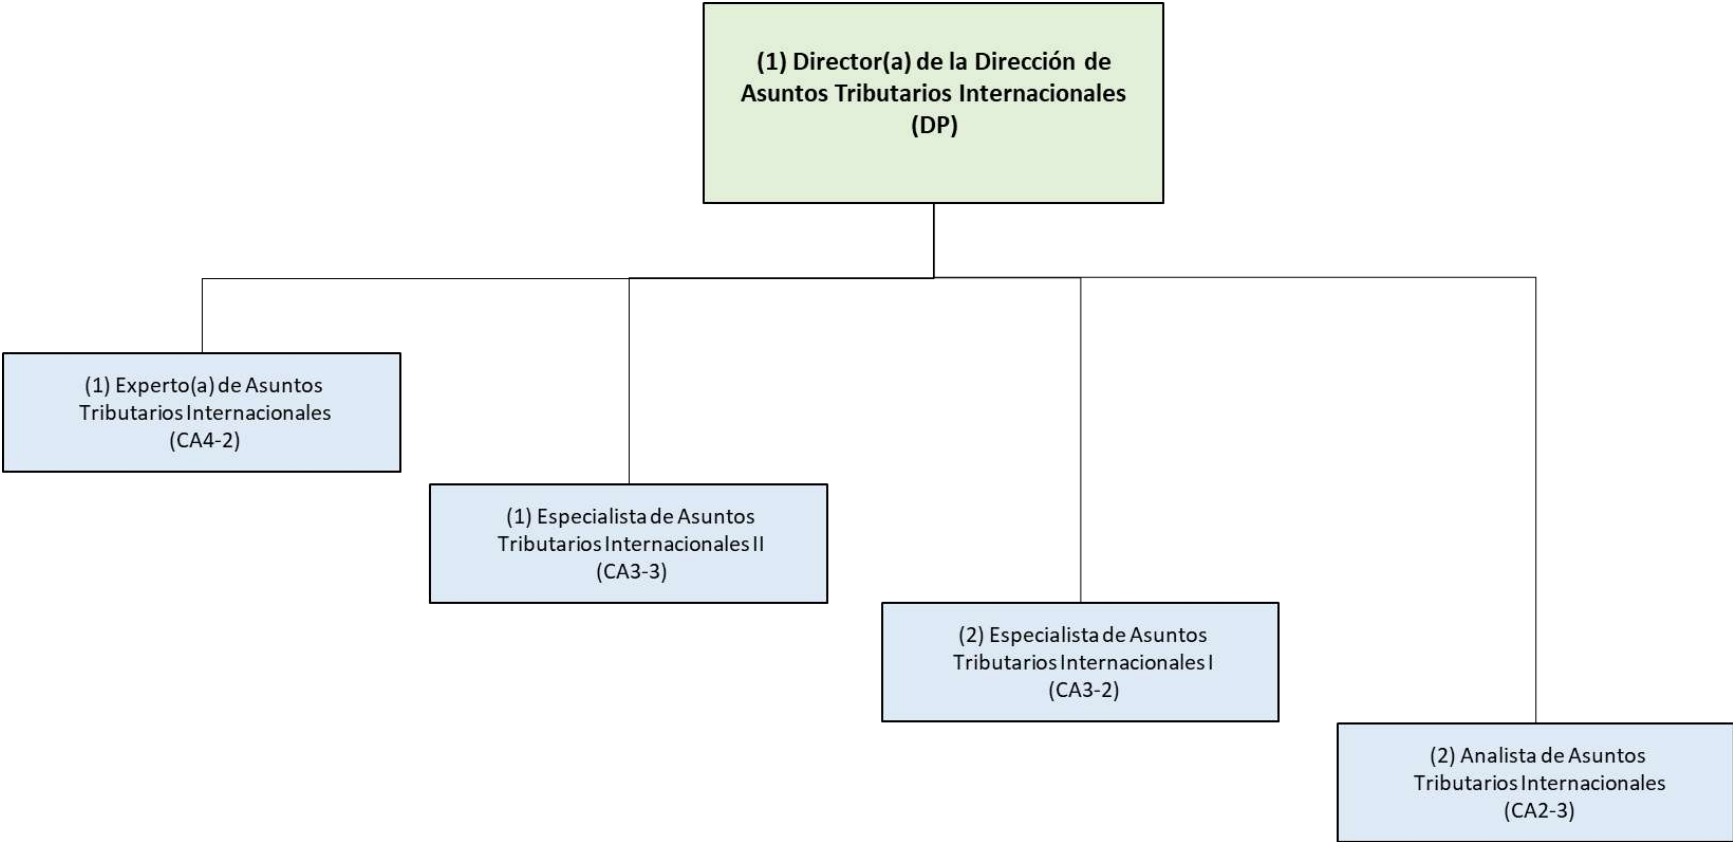 (1) Director(a) de la Dirección de
Asuntos Tributarios Internacionales
(DP)
(1) Experto(a) de Asuntos
Tributarios Internacionales
(CA4-2)
(1) Especialista de Asuntos
Tributarios Internacionales II
(CA3-3)
(2) Especialista de Asuntos
Tributarios Internacionales I
(CA3-2)
(2) Analista de Asuntos
Tributarios Internacionales
(CA2-3)